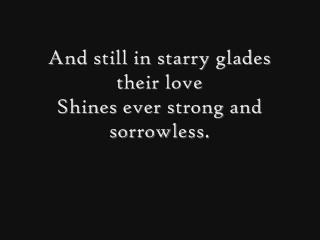 And still in starry glades
their love
Shines ever strong and
sorrowless.